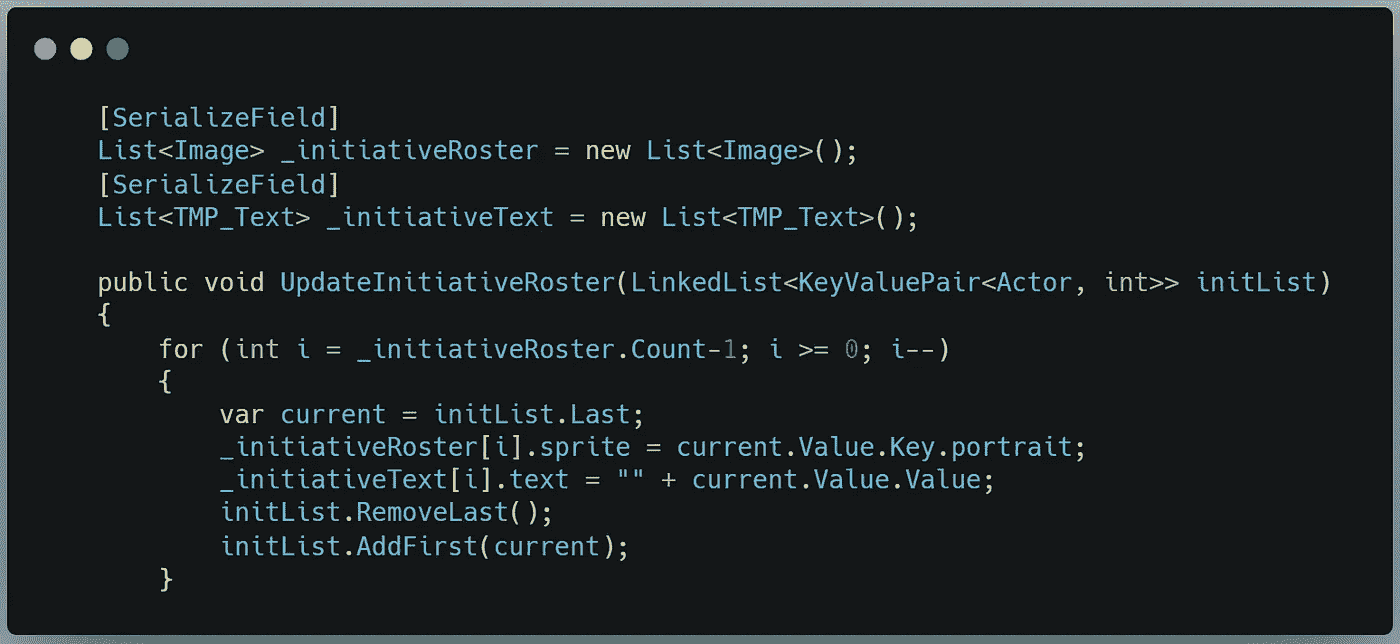 [SerializeField]
List<Image> _initiativeRoster = new List<Image>();
[SerializeField]
List<TMP_Text> _initiativeText = new List<TMP_Text>();
public void UpdateInitiativeRoster(LinkedList<KeyValuePair<Actor, int>> initList)
{
for (int i = _initiativeRoster.Count-1; i >= 0; i--)
{
var current = initList.Last;
_initiativeRoster[i].sprite = current.Value.Key.portrait;
_initiativeText[i].text = "" + current.Value.Value;
initList.RemoveLast();
initList.AddFirst(current);
}